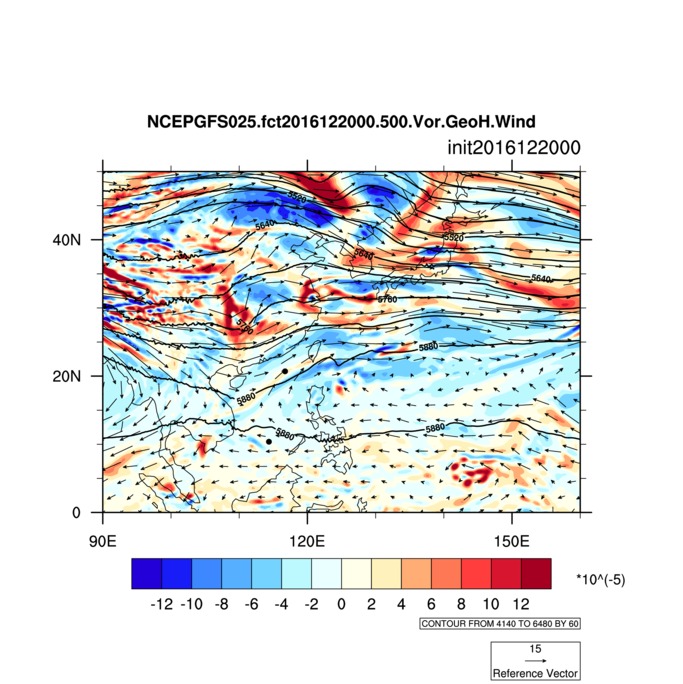 NCEPGFS025.fct2016122000.500.Vor.GeoH.Wind
init2016122000
5520
5640
5520
40N
5640
5640
5760
5760
5880
20N
5880
5880
5880
0
90E 120E 150E
-12 -10 -8 -6 -4 -2 0 2 4 6 8 10 12
*10^(-5)
CONTOUR FROM 4140 TO 6480 BY 60
15
Reference Vector